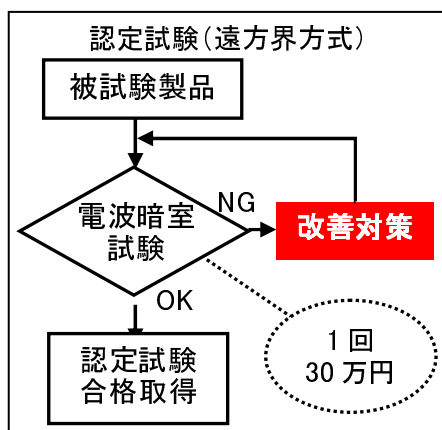 認定試験(遠方界方式)
被試験製品
電波暗室
試験
NG
改善対策
OK
認定試験
合格取得
1回
30万円